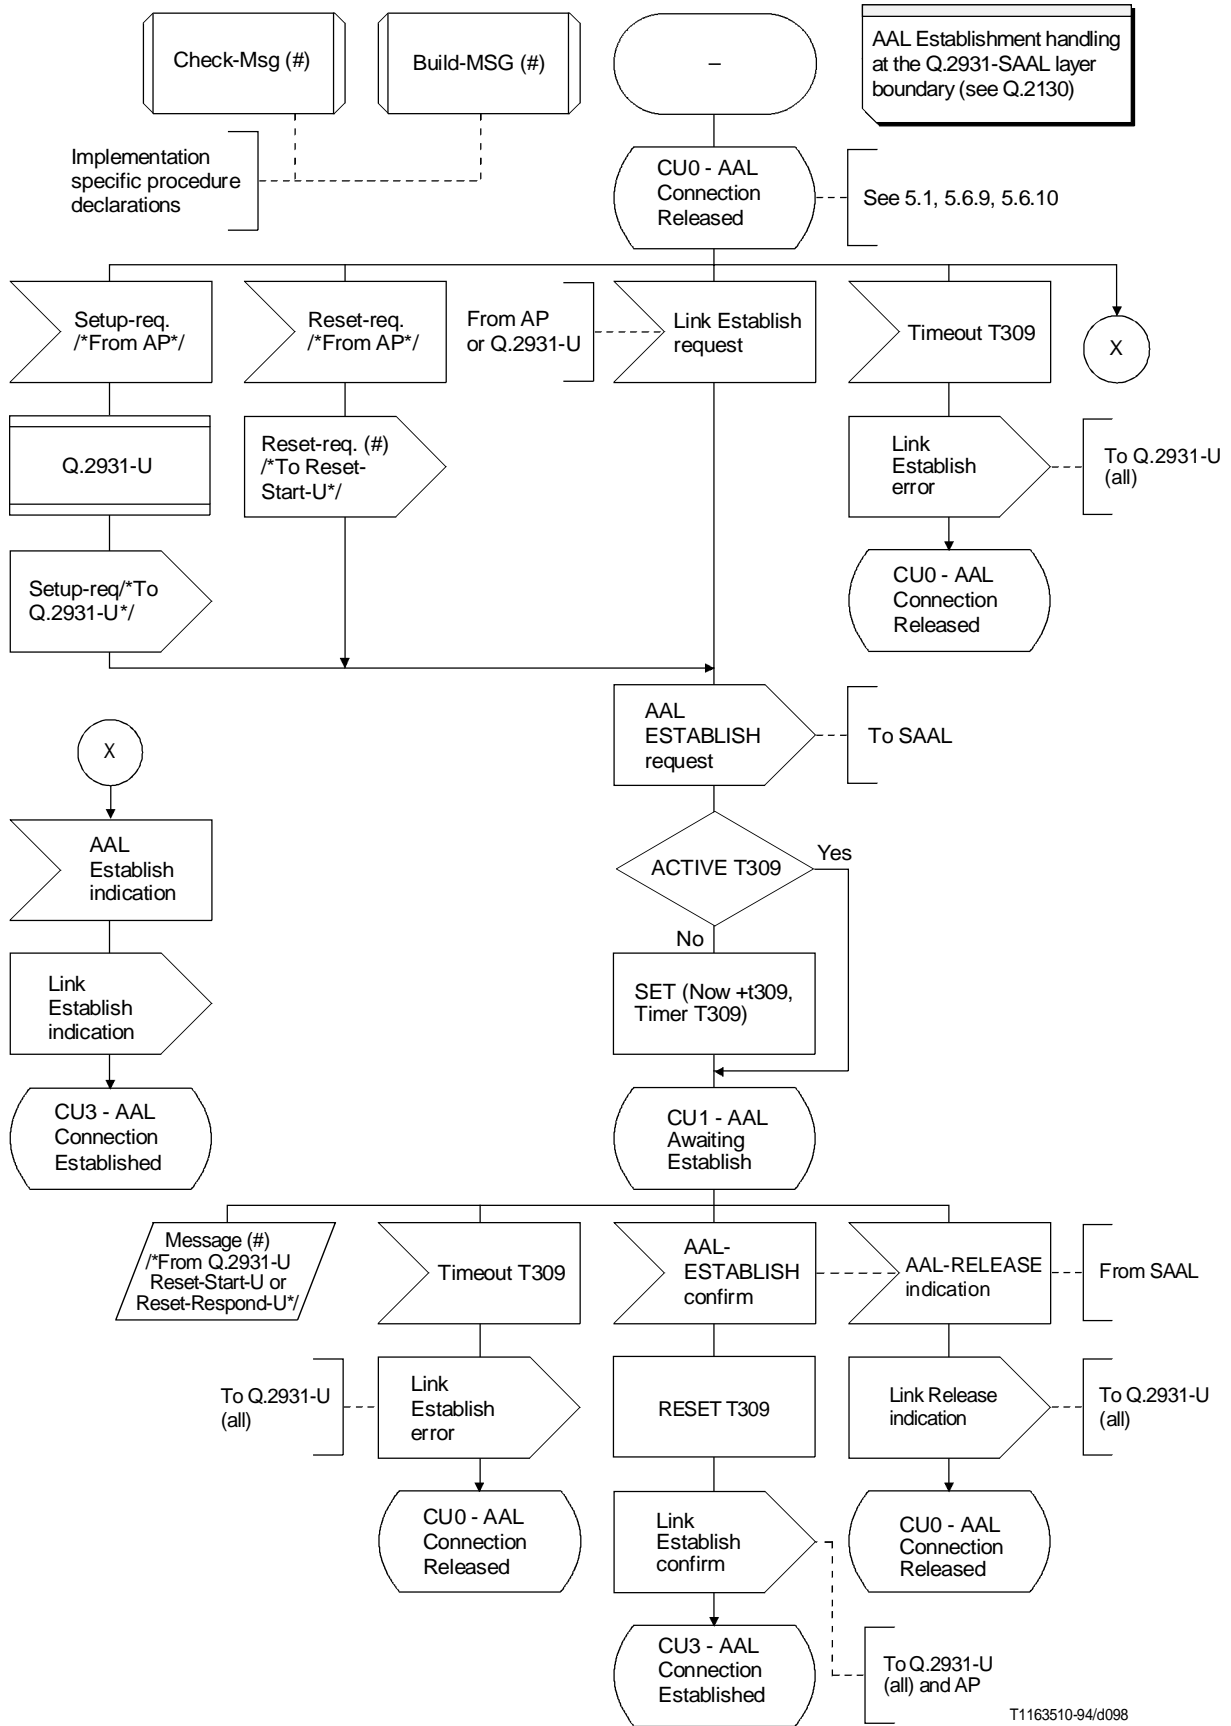 Check-Msg (#)
Build-MSG (#)
–
AAL Establishment handling
at the Q.2931-SAAL layer
boundary (see Q.2130)
Implementation
specific procedure
declarations
CU0 - AAL
Connection
Released
See 5.1, 5.6.9, 5.6.10
Setup-req.
/*From AP*/
Reset-req.
/*From AP*/
From AP
or Q.2931-U
Link Establish
request
Timeout T309
X
Q.2931-U
Reset-req. (#)
/*To Reset-
Start-U*/
Link
Establish
error
To Q.2931-U
(all)
Setup-req/*To
Q.2931-U*/
CU0 - AAL
Connection
Released
AAL
ESTABLISH
request
To SAAL
X
AAL
Establish
indication
ACTIVE T309
Yes
No
Link
Establish
indication
SET (Now +t309,
Timer T309)
CU3 - AAL
Connection
Established
CU1 - AAL
Awaiting
Establish
Message (#)
/*From Q.2931-U
Reset-Start-U or
Reset-Respond-U*/
Timeout T309
AAL-
ESTABLISH
confirm
AAL-RELEASE
indication
From SAAL
To Q.2931-U
(all)
Link
Establish
error
RESET T309
Link Release
indication
To Q.2931-U
(all)
CU0 - AAL
Connection
Released
Link
Establish
confirm
CU0 - AAL
Connection
Released
CU3 - AAL
Connection
Established
To Q.2931-U
(all) and AP
T1163510-94/d098